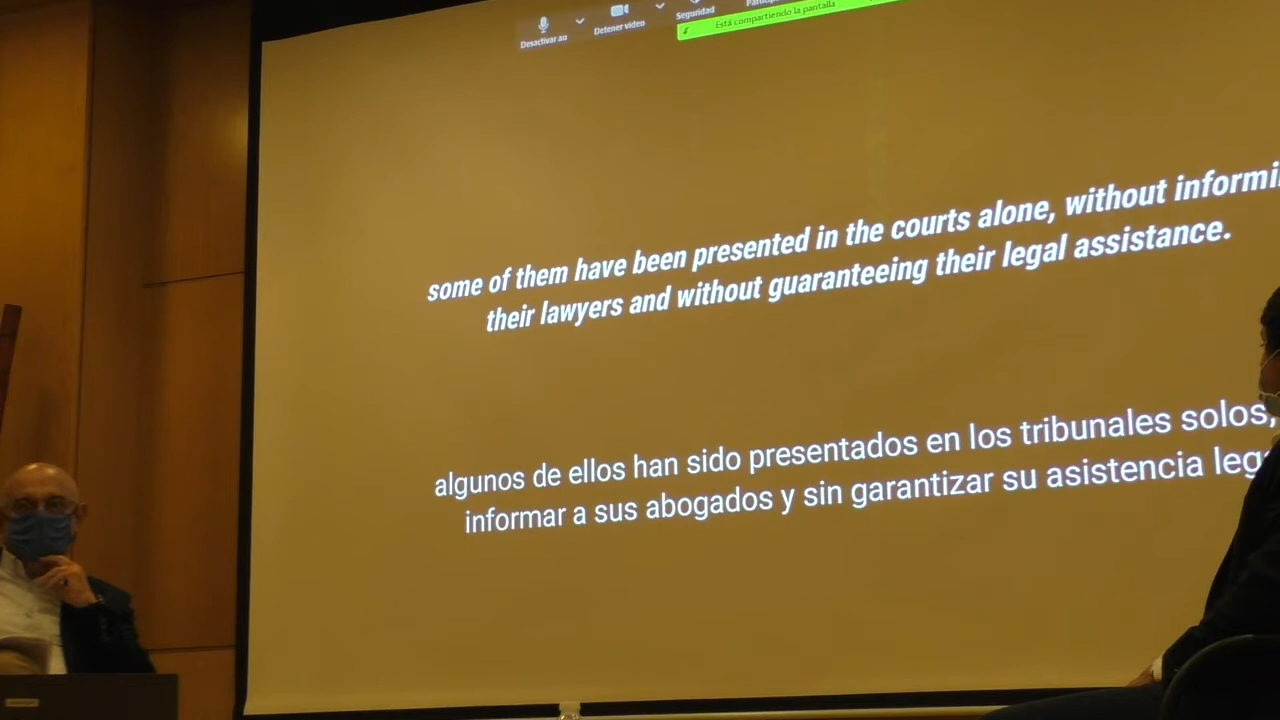 Desactivar au
Detener video
Seguridad
Está compartiendo la pantalla
some of them have been presented in the courts alone, without
their lawyers and without guaranteeing their legal assistance.
algunos de ellos han sido presentados en los tribunales solos,
informar a sus abogados y sin garantizar su asistencia